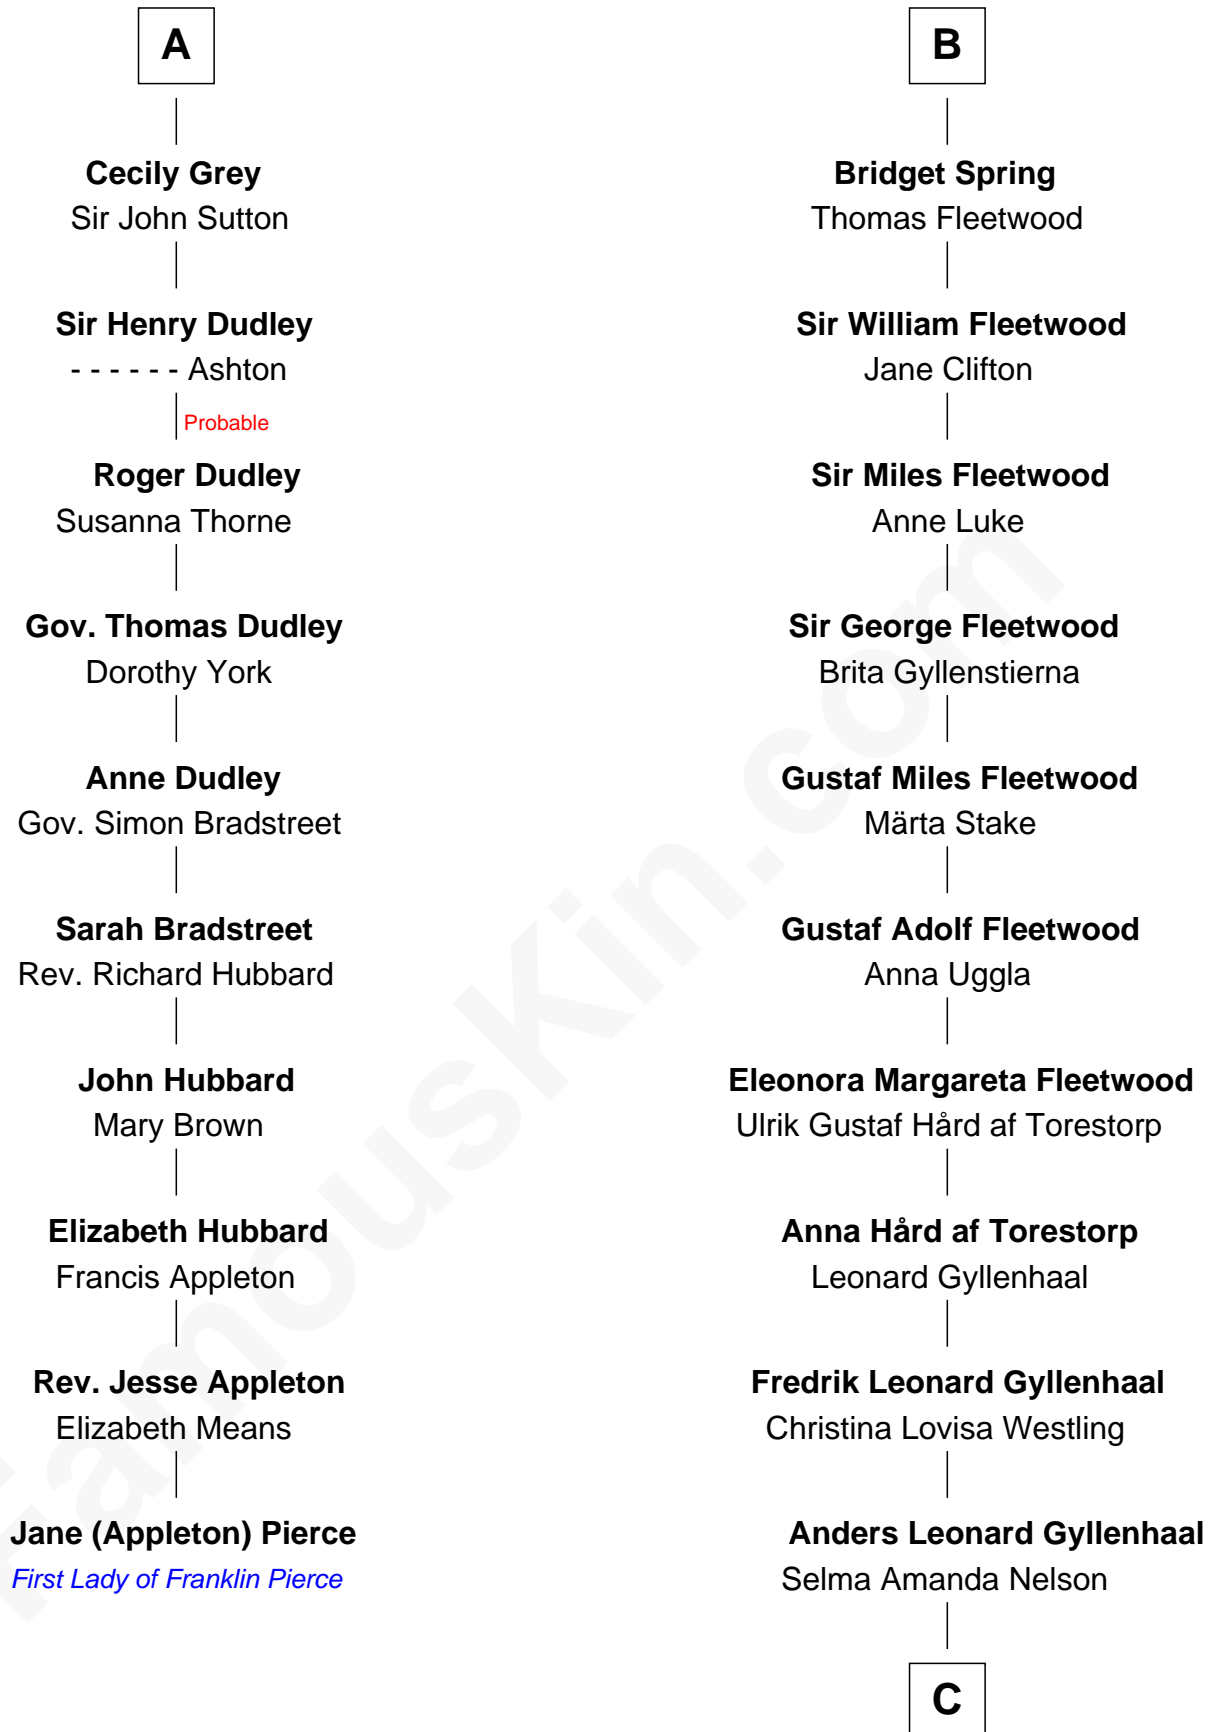 A
Cecily Grey
Sir John Sutton
Sir Henry Dudley
- - - - - - Ashton
Probable
Roger Dudley
Susanna Thorne
Gov. Thomas Dudley
Dorothy York
Anne Dudley
Gov. Simon Bradstreet
Sarah Bradstreet
Rev. Richard Hubbard
John Hubbard
Mary Brown
Elizabeth Hubbard
Francis Appleton
Rev. Jesse Appleton
Elizabeth Means
Jane (Appleton) Pierce
First Lady of Franklin Pierce
B
Bridget Spring
Thomas Fleetwood
Sir William Fleetwood
Jane Clifton
Sir Miles Fleetwood
Anne Luke
Sir George Fleetwood
Brita Gyllenstierna
Gustaf Miles Fleetwood
Märta Stake
Gustaf Adolf Fleetwood
Anna Uggla
Eleonora Margareta Fleetwood
Ulrik Gustaf Hård af Torestorp
Anna Hård af Torestorp
Leonard Gyllenhaal
Fredrik Leonard Gyllenhaal
Christina Lovisa Westling
Anders Leonard Gyllenhaal
Selma Amanda Nelson
C
FamousKin.com